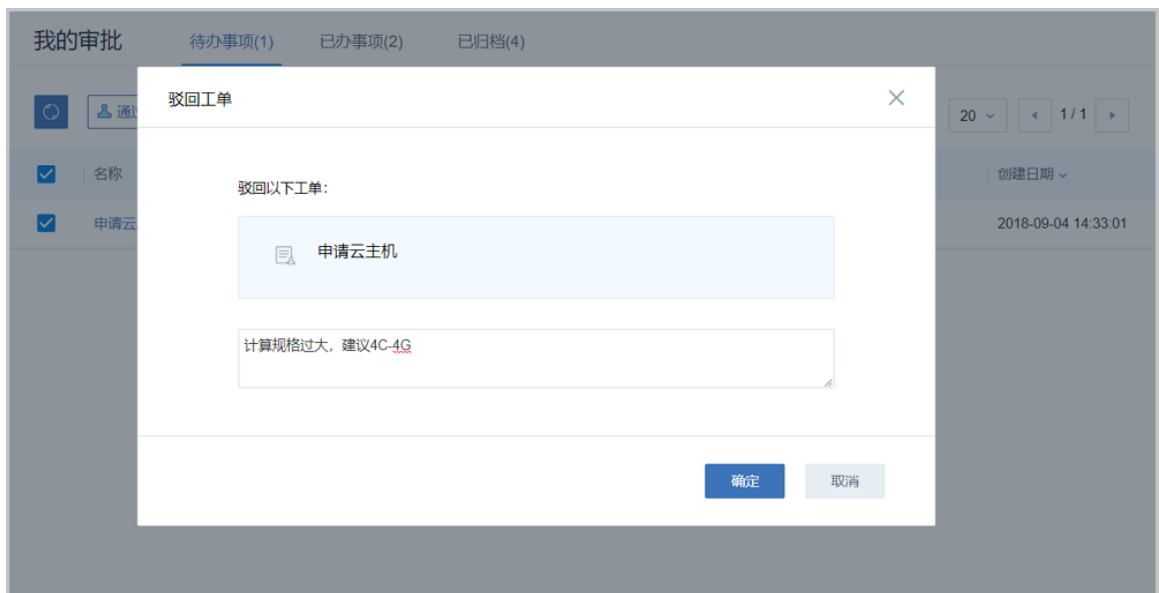 我的审批 待办事项(1) 已办事项(2) 已归档(4)
驳回工单
通过
20 1 / 1
名称 创建日期
驳回以下工单:
申请云 2018-09-04 14:33:01
申请云主机
计算规格过大，建议4C-4G
确定 取消